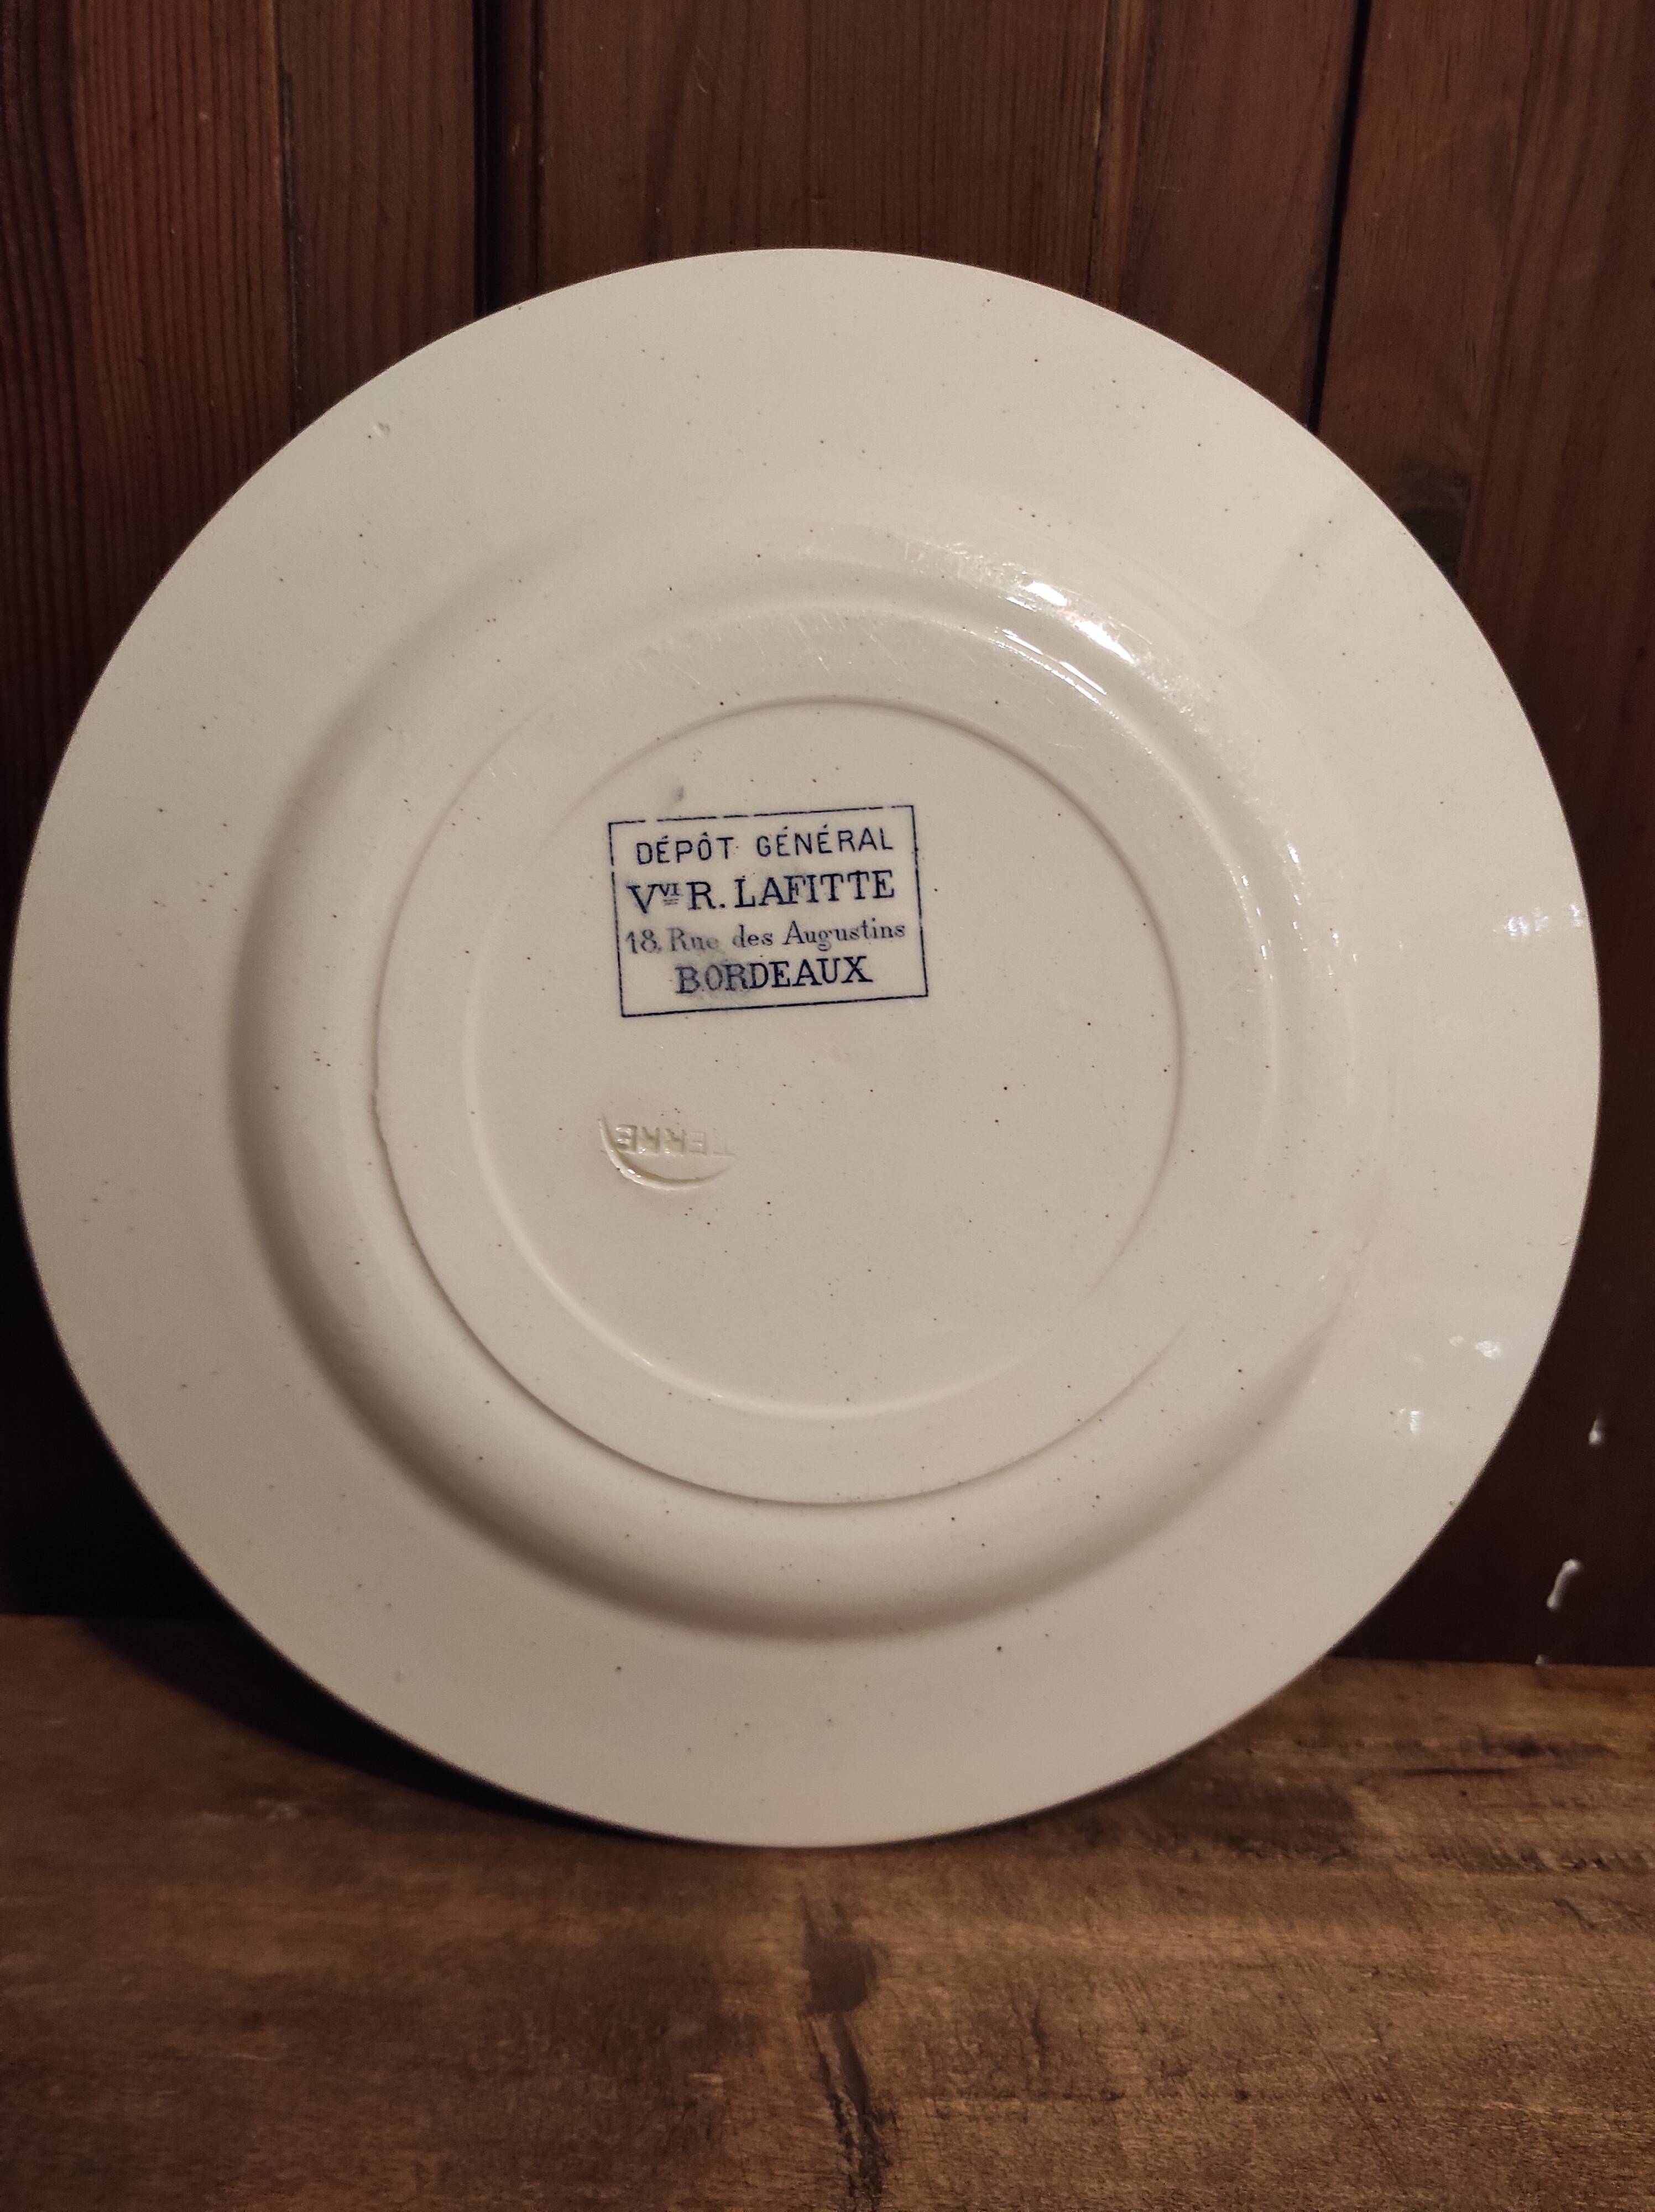 DÉPÔT GÉNÉRAL
Vve R. LAFITTE
18, Rue des Augustins
BORDEAUX
TERRE